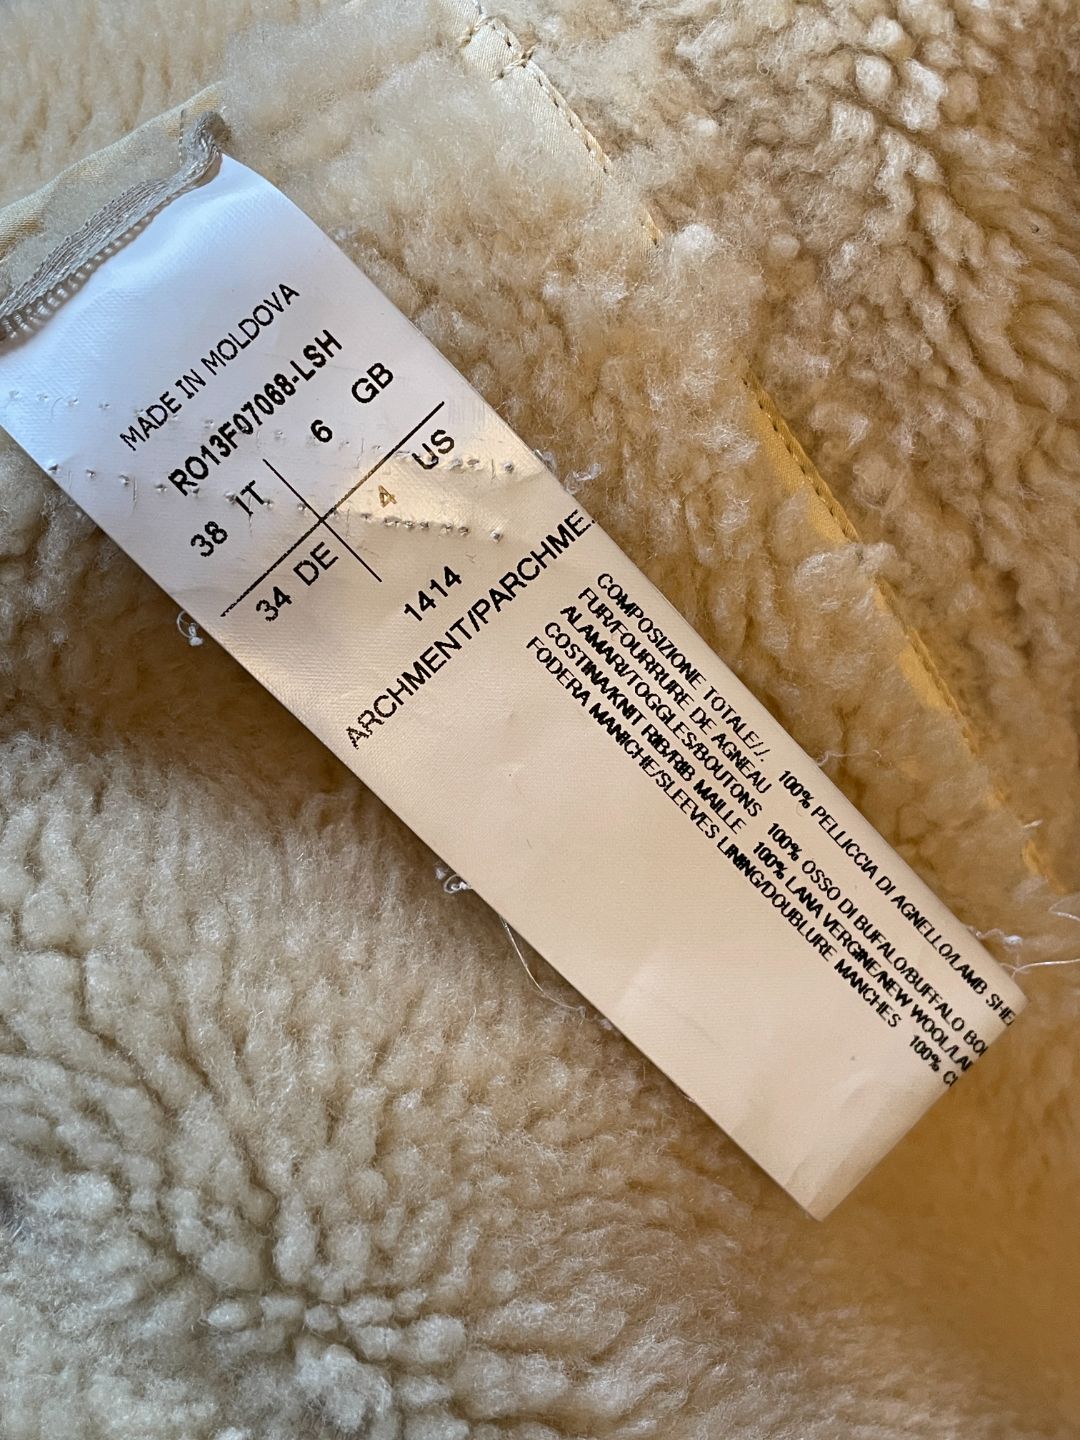 MADE IN MOLDOVA
RO13F07068-LSH
38 IT 6 GB
34 DE 4 US
1414
ARCHMENT/PARCHME
COMPOSIZIONE TOTALE//. 100% PELLICCIA DI AGNELLO/LAMB SHE
FUR/FOURRURE DE AGNEAU
ALAMARI/TOGGLES/BOUTONS 100% OSSO DI BUFALO/BUFFALO BO
COSTINA/KNIT RIB/RIB MAILLE 100% LANA VERGINE/NEW WOOL/LA
FODERA MANICHE/SLEEVES LINING/DOUBLURE MANCHES 100% C